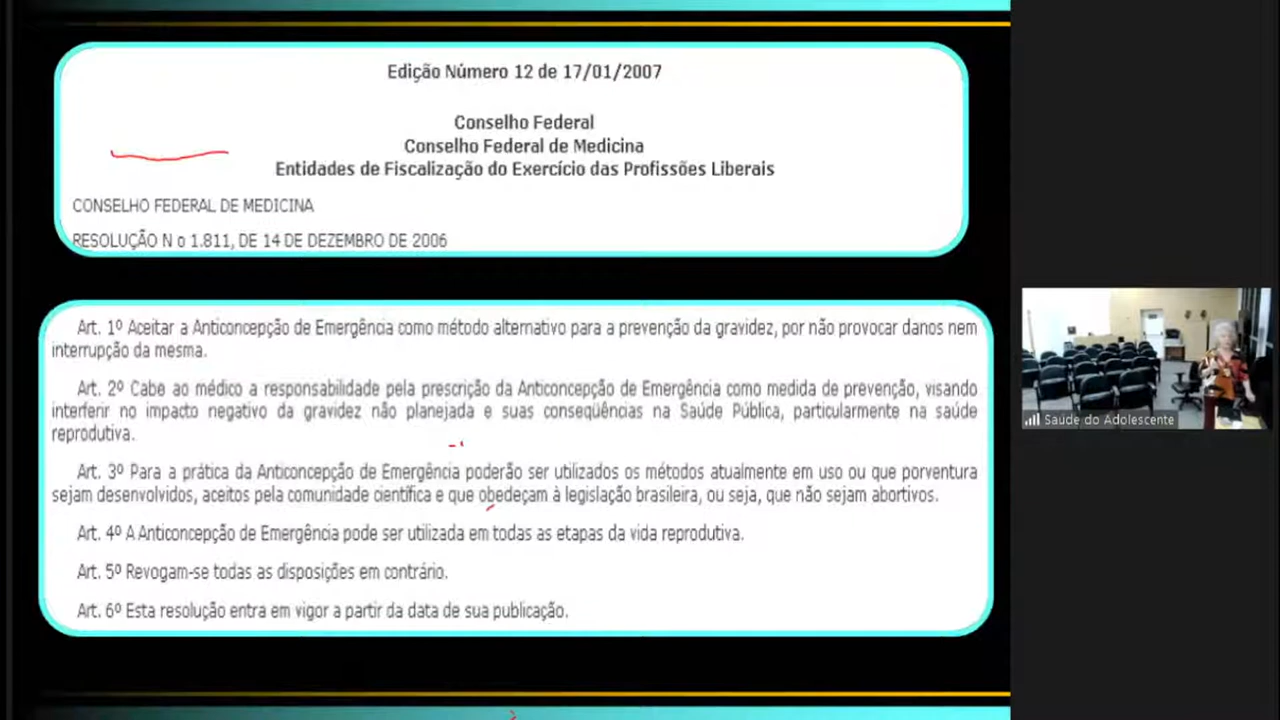 Edição Número 12 de 17/01/2007
Conselho Federal
Conselho Federal de Medicina
Entidades de Fiscalização do Exercício das Profissões Liberais
CONSELHO FEDERAL DE MEDICINA
RESOLUÇÃO N o 1.811, DE 14 DE DEZEMBRO DE 2006
Art. 1º Aceitar a Anticoncepção de Emergência como método alternativo para a prevenção da gravidez, por não provocar danos nem
interrupção da mesma.
Art. 2º Cabe ao médico a responsabilidade pela prescrição da Anticoncepção de Emergência como medida de prevenção, visando
interferir no impacto negativo da gravidez não planejada e suas conseqüências na Saúde Pública, particularmente na saúde
reprodutiva.
Art. 3º Para a prática da Anticoncepção de Emergência poderão ser utilizados os métodos atualmente em uso ou que porventura
sejam desenvolvidos, aceitos pela comunidade científica e que obedeçam à legislação brasileira, ou seja, que não sejam abortivos.
Art. 4º A Anticoncepção de Emergência pode ser utilizada em todas as etapas da vida reprodutiva.
Art. 5º Revogam-se todas as disposições em contrário.
Art. 6º Esta resolução entra em vigor a partir da data de sua publicação.
Saúde do Adolescente